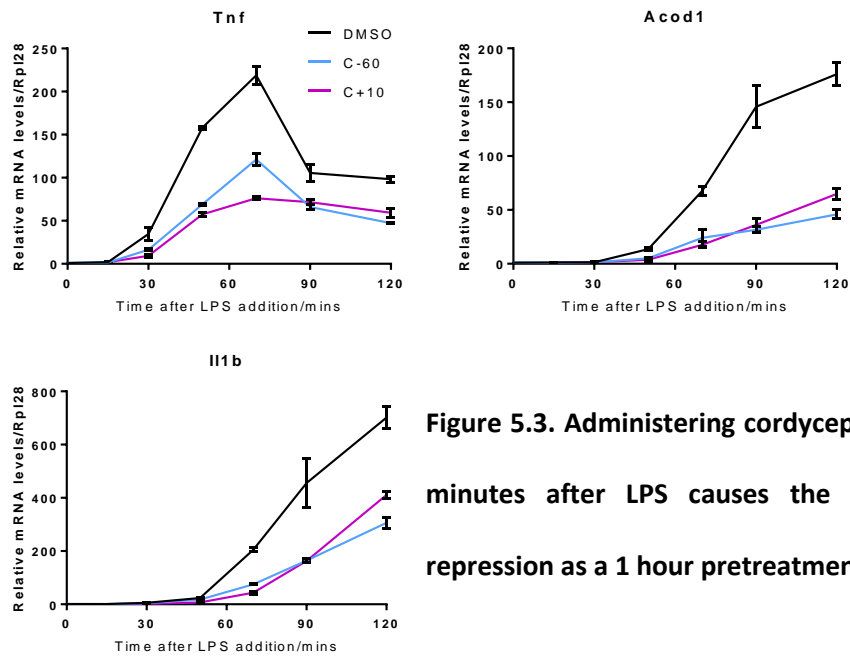 Tnf
DMSO
C-60
C+10
Relative mRNA levels/Rpl28
250
200
150
100
50
0
0
30
60
90
120
Time after LPS addition/mins
Acod1
Relative mRNA levels/Rpl28
200
150
100
50
0
0
30
60
90
120
Time after LPS addition/mins
Il1b
Relative mRNA levels/Rpl28
800
600
400
200
0
0
30
60
90
120
Time after LPS addition/mins
Figure 5.3. Administering cordycep
minutes after LPS causes the
repression as a 1 hour pretreatmen